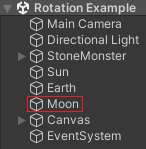 Rotation Example
Main Camera
Directional Light
StoneMonster
Sun
Earth
Moon
Canvas
EventSystem